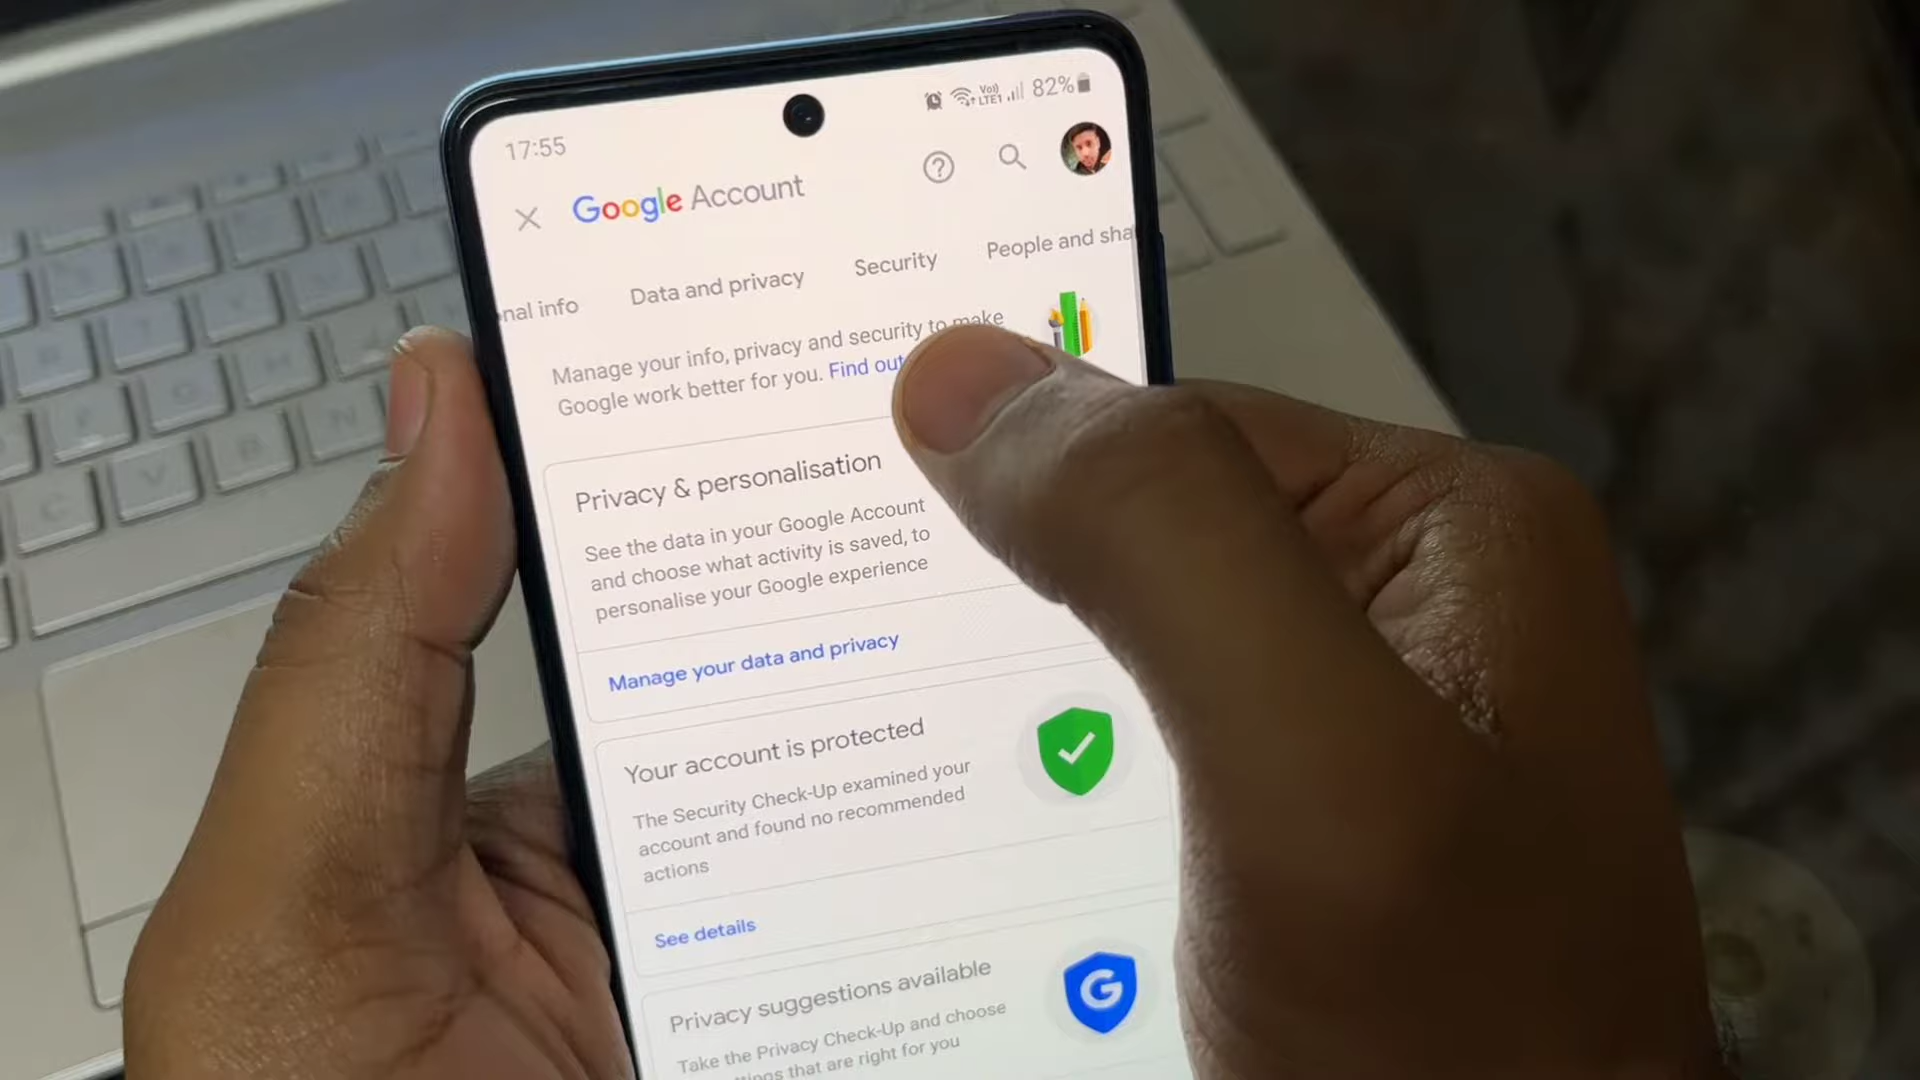 17:55
Vo))
LTE1
82%
Google Account
nal info
Data and privacy
Security
People and sha
Manage your info, privacy and security to make
Google work better for you. Find out
Privacy & personalisation
See the data in your Google Account
and choose what activity is saved, to
personalise your Google experience
Manage your data and privacy
Your account is protected
The Security Check-Up examined your
account and found no recommended
actions
See details
Privacy suggestions available
G
Take the Privacy Check-Up and choose
that are right for you